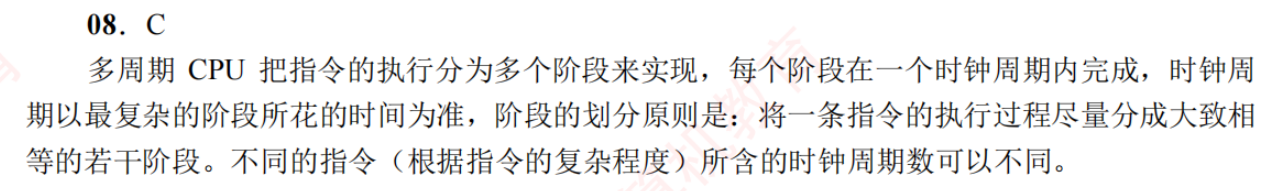 08．C
多周期 CPU 把指令的执行分为多个阶段来实现，每个阶段在一个时钟周期内完成，时钟周
期以最复杂的阶段所花的时间为准，阶段的划分原则是：将一条指令的执行过程尽量分成大致相
等的若干阶段。不同的指令（根据指令的复杂程度）所含的时钟周期数可以不同。